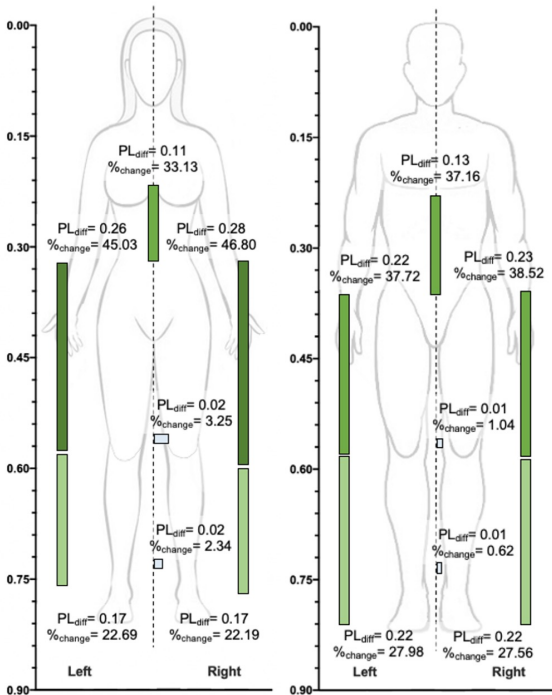 0.00
0.15
0.30
0.45
0.60
0.75
0.90
PLdiff= 0.11
%change= 33.13
PLdiff= 0.26
%change= 45.03
PLdiff= 0.28
%change= 46.80
PLdiff= 0.02
%change= 3.25
PLdiff= 0.02
%change= 2.34
PLdiff= 0.17
%change= 22.69
PLdiff= 0.17
%change= 22.19
Left
Right
0.00
0.15
0.30
0.45
0.60
0.75
0.90
PLdiff= 0.13
%change= 37.16
PLdiff= 0.22
%change= 37.72
PLdiff= 0.23
%change= 38.52
PLdiff= 0.01
%change= 1.04
PLdiff= 0.01
%change= 0.62
PLdiff= 0.22
%change= 27.98
PLdiff= 0.22
%change= 27.56
Left
Right